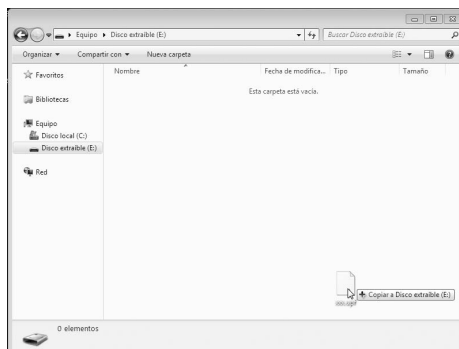 Equipo ▸ Disco extraíble (E:)
Buscar Disco extraíble (E:)
Organizar ▾ Compartir con ▾ Nueva carpeta
Favoritos
Bibliotecas
Equipo
Disco local (C:)
Disco extraíble (E:)
Red
Nombre Fecha de modifica... Tipo Tamaño
Esta carpeta está vacía.
Copiar a Disco extraíble (E:)
0 elementos